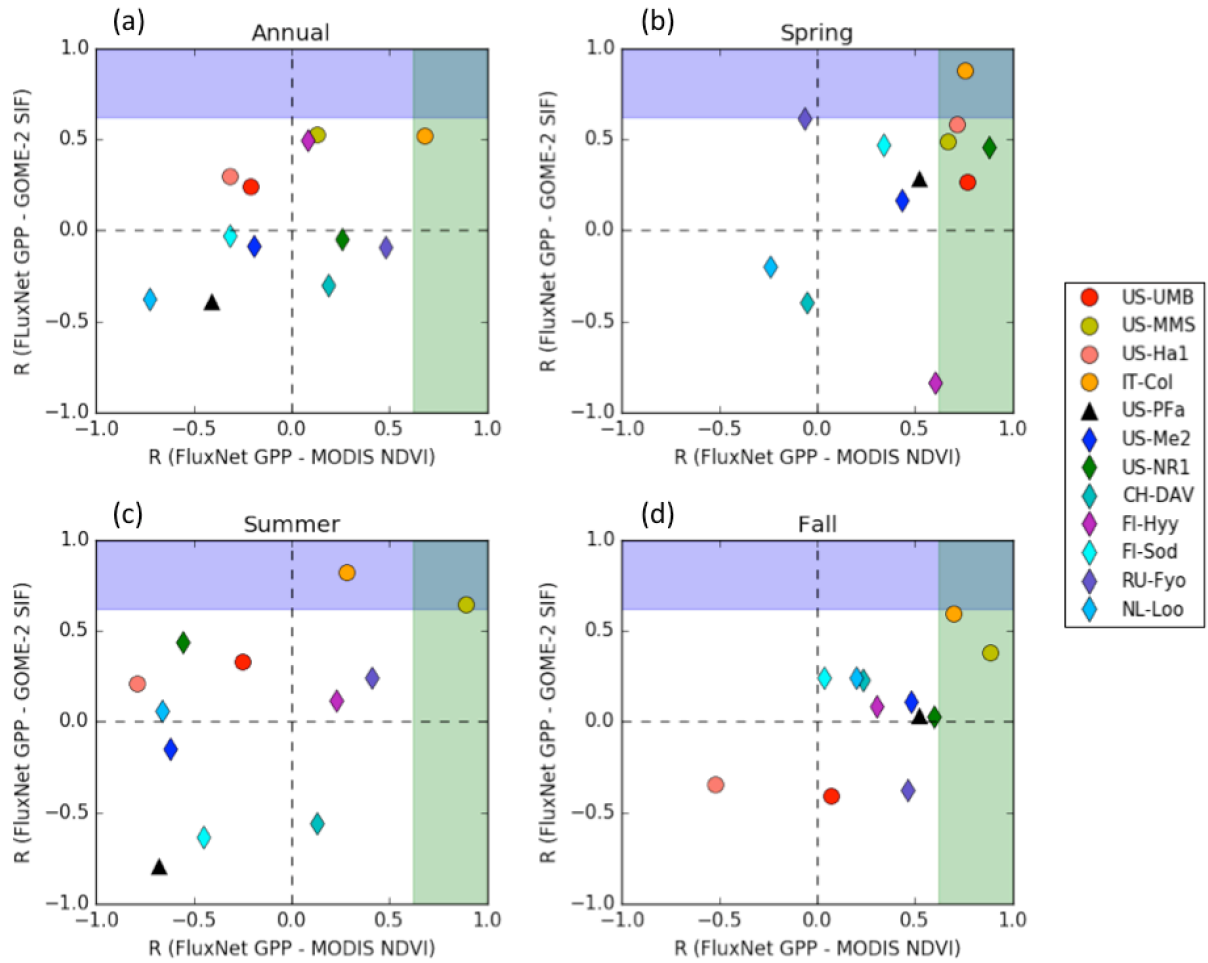 (a)
Annual
1.0
0.5
0.0
−0.5
−1.0
−1.0
−0.5
0.0
0.5
1.0
R (FLuxNet GPP - GOME-2 SIF)
R (FluxNet GPP - MODIS NDVI)
(b)
Spring
1.0
0.5
0.0
−0.5
−1.0
−1.0
−0.5
0.0
0.5
1.0
R (FluxNet GPP - GOME-2 SIF)
R (FluxNet GPP - MODIS NDVI)
(c)
Summer
1.0
0.5
0.0
−0.5
−1.0
−1.0
−0.5
0.0
0.5
1.0
R (FluxNet GPP - GOME-2 SIF)
R (FluxNet GPP - MODIS NDVI)
(d)
Fall
1.0
0.5
0.0
−0.5
−1.0
−1.0
−0.5
0.0
0.5
1.0
R (FluxNet GPP - GOME-2 SIF)
R (FluxNet GPP - MODIS NDVI)
US-UMB
US-MMS
US-Ha1
IT-Col
US-PFa
US-Me2
US-NR1
CH-DAV
FI-Hyy
FI-Sod
RU-Fyo
NL-Loo